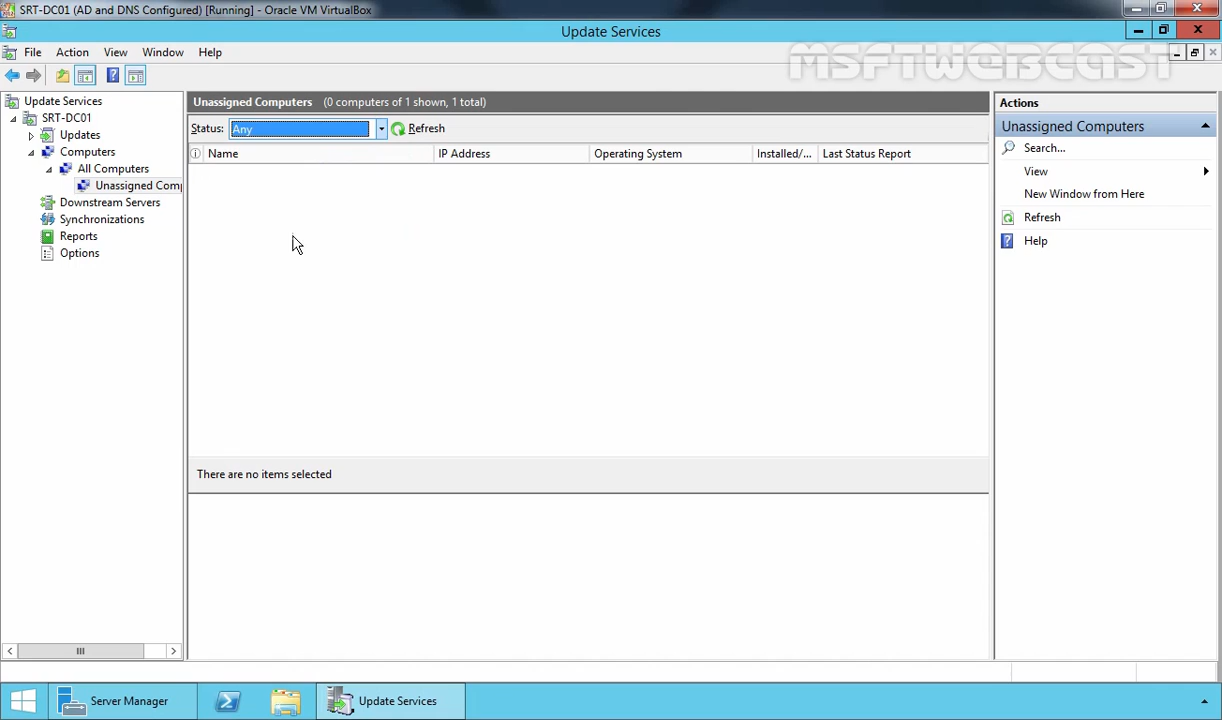 SRT-DC01 (AD and DNS Configured) [Running] - Oracle VM VirtualBox
Update Services
File Action View Window Help
MSFTWEBCAST
Update Services
SRT-DC01
Updates
Computers
All Computers
Unassigned Comp
Downstream Servers
Synchronizations
Reports
Options
Unassigned Computers (0 computers of 1 shown, 1 total)
Status: Any Refresh
Name IP Address Operating System Installed/... Last Status Report
There are no items selected
Actions
Unassigned Computers
Search...
View
New Window from Here
Refresh
Help
Server Manager
Update Services